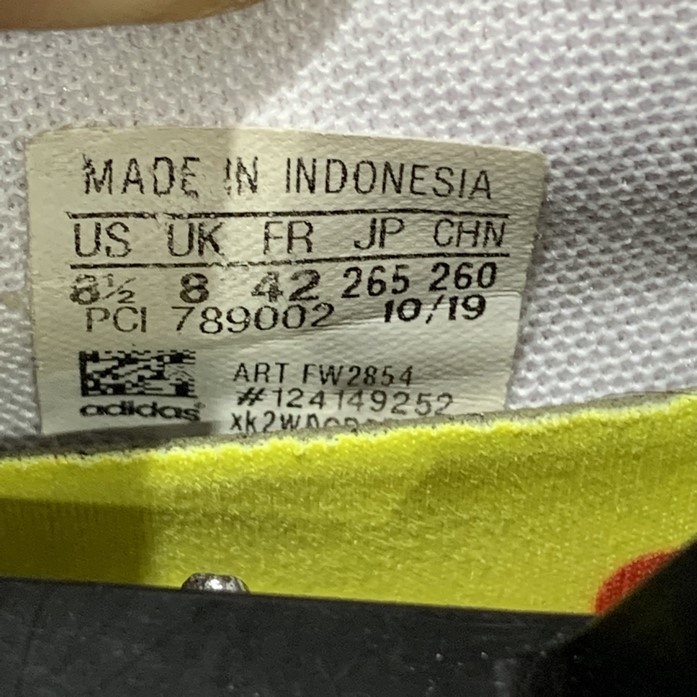 MADE IN INDONESIA
US UK FR JP CHN
8½ 8 42 265 260
PCI 789002 10/19
ART FW2854
#124149252
adidas